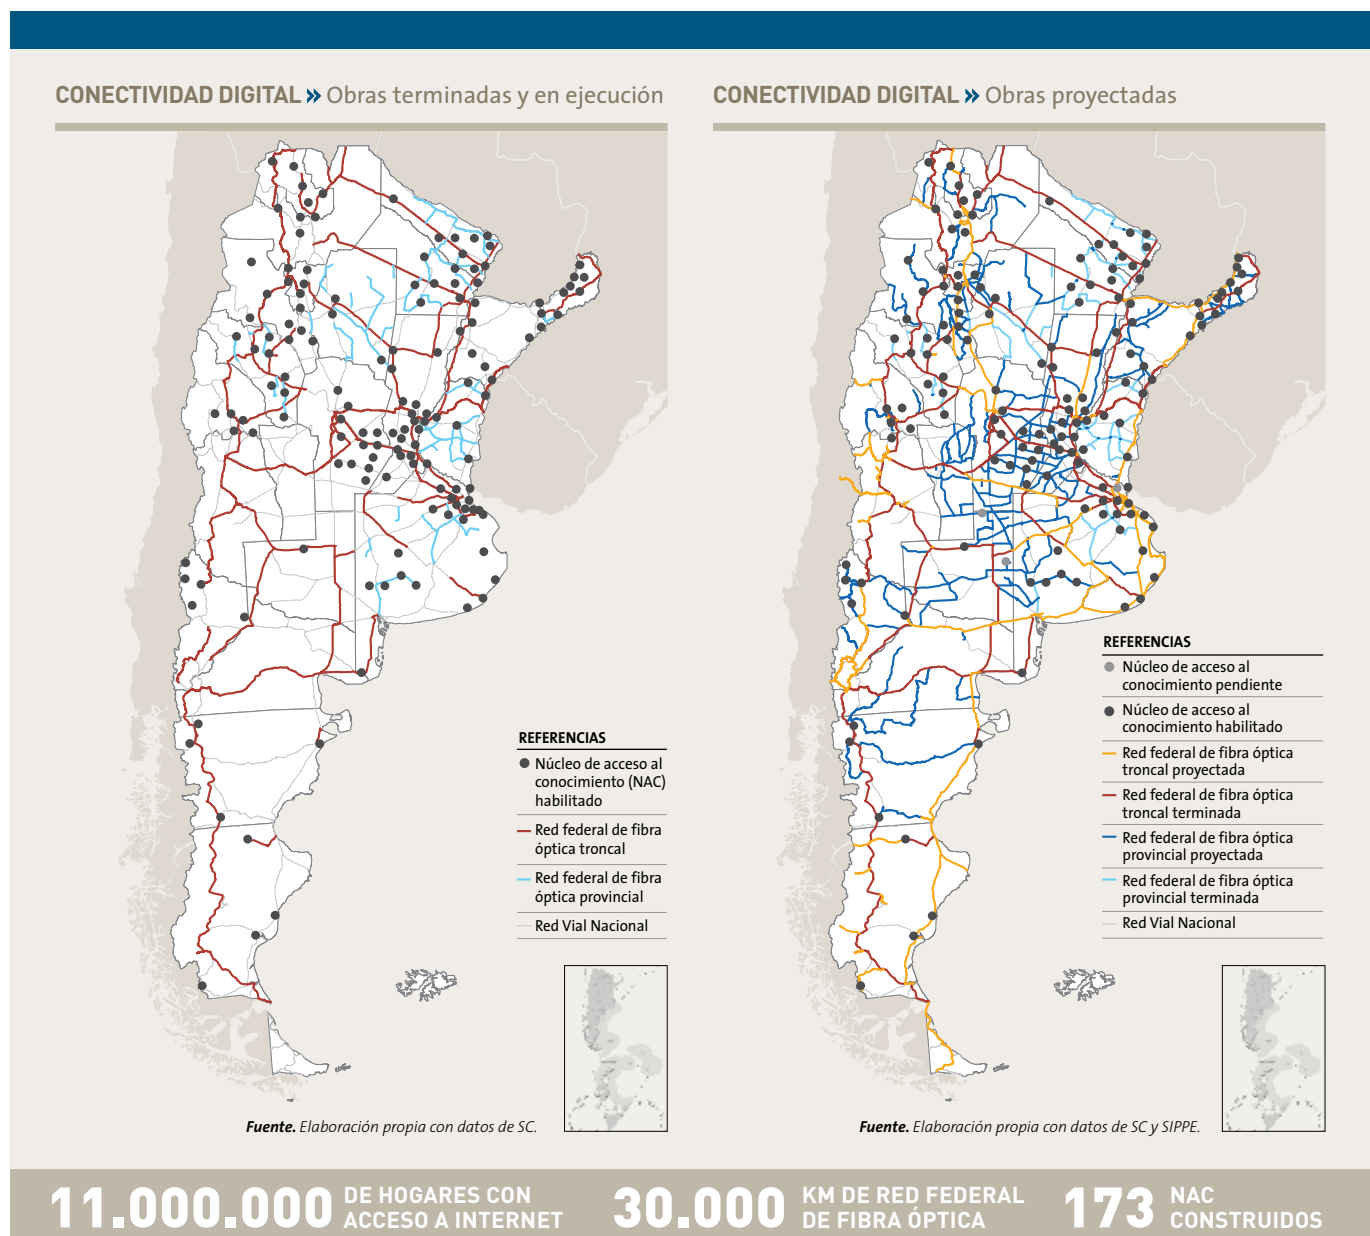 CONECTIVIDAD DIGITAL » Obras terminadas y en ejecución
CONECTIVIDAD DIGITAL » Obras proyectadas
REFERENCIAS
Núcleo de acceso al
conocimiento (NAC)
habilitado
Red federal de fibra
óptica troncal
Red federal de fibra
óptica provincial
Red Vial Nacional
REFERENCIAS
Núcleo de acceso al
conocimiento pendiente
Núcleo de acceso al
conocimiento habilitado
Red federal de fibra óptica
troncal proyectada
Red federal de fibra óptica
troncal terminada
Red federal de fibra óptica
provincial proyectada
Red federal de fibra óptica
provincial terminada
Red Vial Nacional
Fuente. Elaboración propia con datos de SC.
Fuente. Elaboración propia con datos de SC y SIPPE.
11.000.000 DE HOGARES CON
ACCESO A INTERNET
30.000 KM DE RED FEDERAL
DE FIBRA ÓPTICA
173 NAC
CONSTRUIDOS